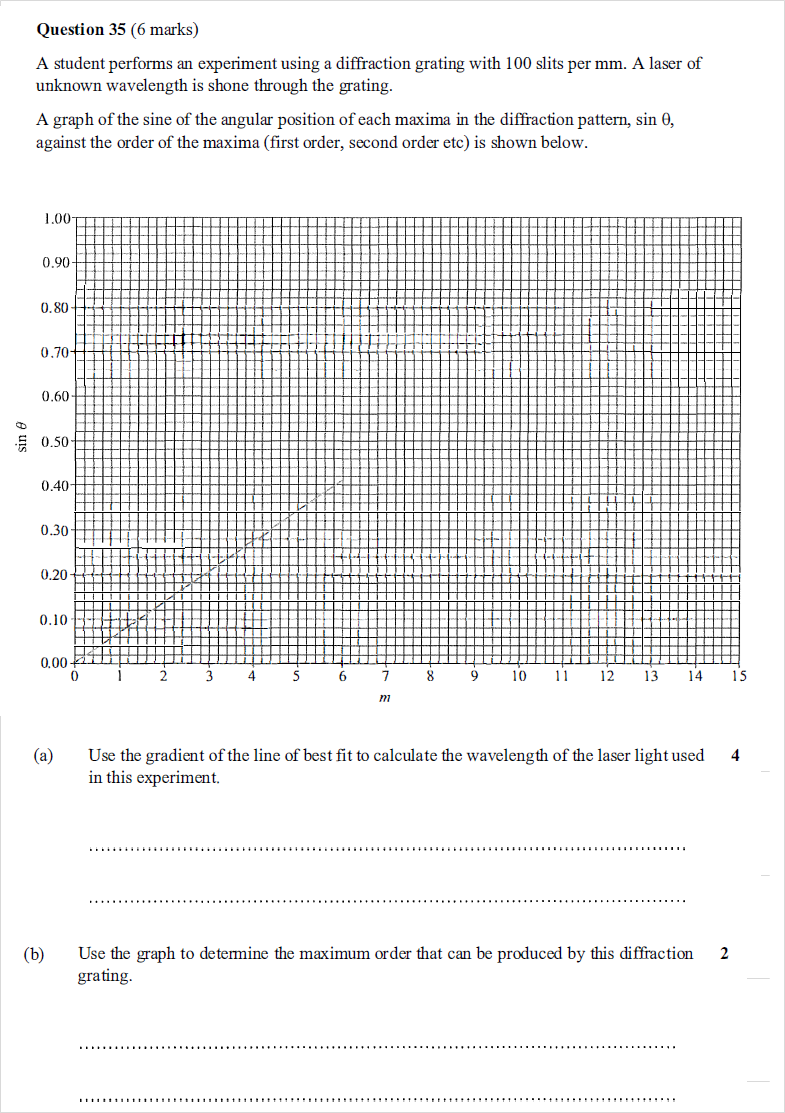 Question 35 (6 marks)
A student performs an experiment using a diffraction grating with 100 slits per mm. A laser of
unknown wavelength is shone through the grating.
A graph of the sine of the angular position of each maxima in the diffraction pattern, sin θ,
against the order of the maxima (first order, second order etc) is shown below.
1.00
0.90
0.80
0.70
0.60
0.50
0.40
0.30
0.20
0.10
0.00
sin θ
0 1 2 3 4 5 6 7 8 9 10 11 12 13 14 15
m
(a) Use the gradient of the line of best fit to calculate the wavelength of the laser light used 4
in this experiment.
(b) Use the graph to determine the maximum order that can be produced by this diffraction 2
grating.